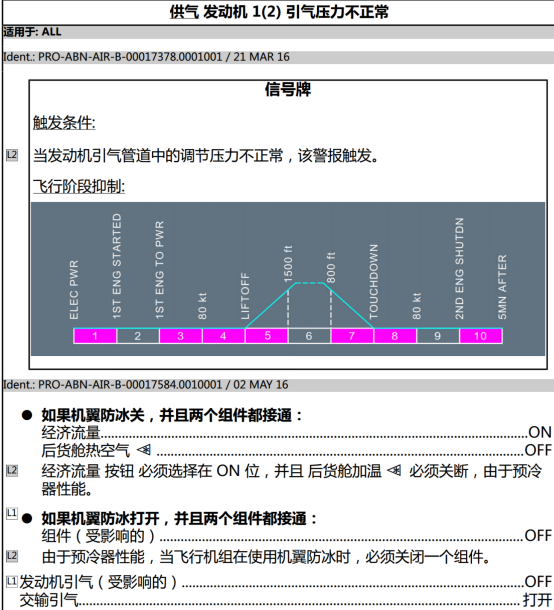 供气 发动机 1(2) 引气压力不正常
适用于: ALL
Ident.: PRO-ABN-AIR-B-00017378.0001001 / 21 MAR 16
信号牌
触发条件:
L2 当发动机引气管道中的调节压力不正常，该警报触发。
飞行阶段抑制:
ELEC PWR
1ST ENG STARTED
1ST ENG TO PWR
80 kt
LIFTOFF
1500 ft
800 ft
TOUCHDOWN
80 kt
2ND ENG SHUTDN
5MN AFTER
1 2 3 4 5 6 7 8 9 10
Ident.: PRO-ABN-AIR-B-00017584.0010001 / 02 MAY 16
● 如果机翼防冰关，并且两个组件都接通：
经济流量..........ON
后货舱热空气 ..........OFF
L2 经济流量 按钮 必须选择在 ON 位，并且 后货舱加温 必须关断，由于预冷
器性能。
L1 ● 如果机翼防冰打开，并且两个组件都接通：
组件（受影响的）..........OFF
L2 由于预冷器性能，当飞行机组在使用机翼防冰时，必须关闭一个组件。
L1 发动机引气（受影响的）..........OFF
交输引气..........打开